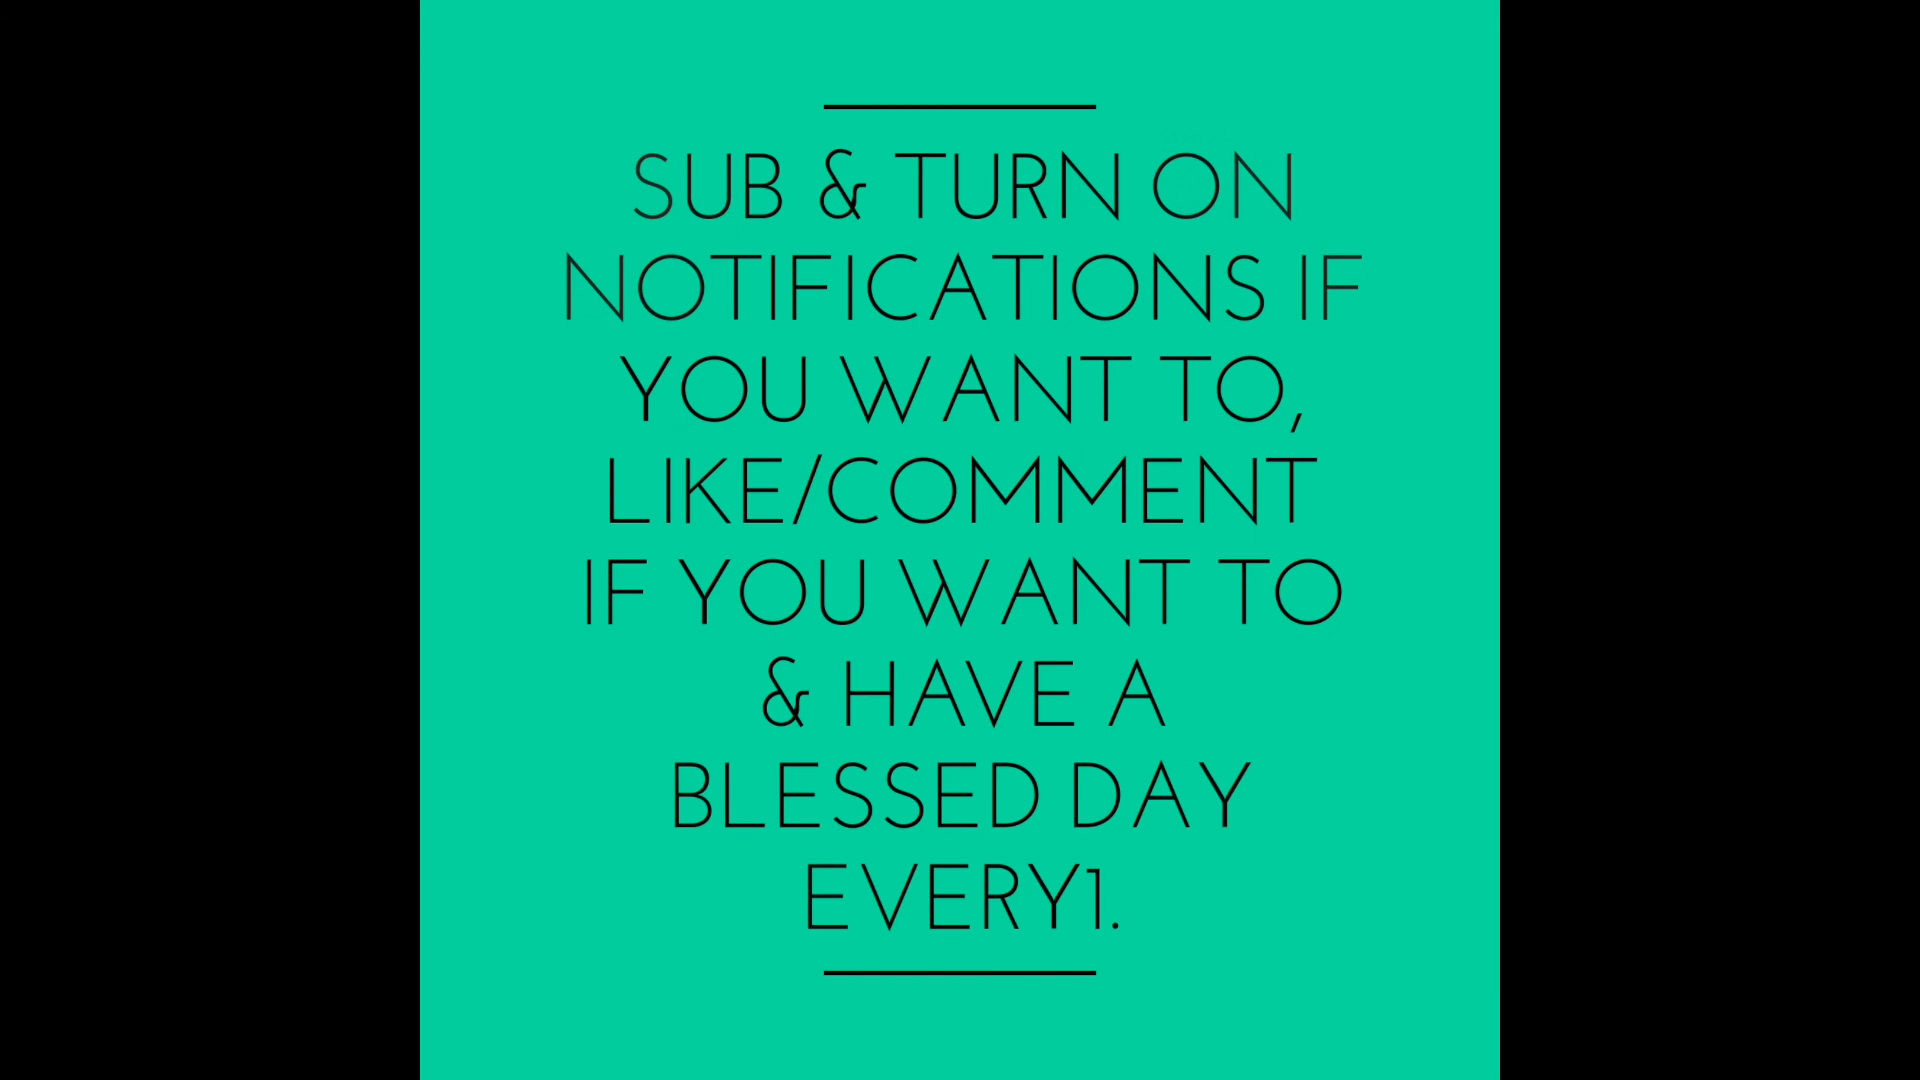 SUB & TURN ON
NOTIFICATIONS IF
YOU WANT TO,
LIKE/COMMENT
IF YOU WANT TO
& HAVE A
BLESSED DAY
EVERY1.